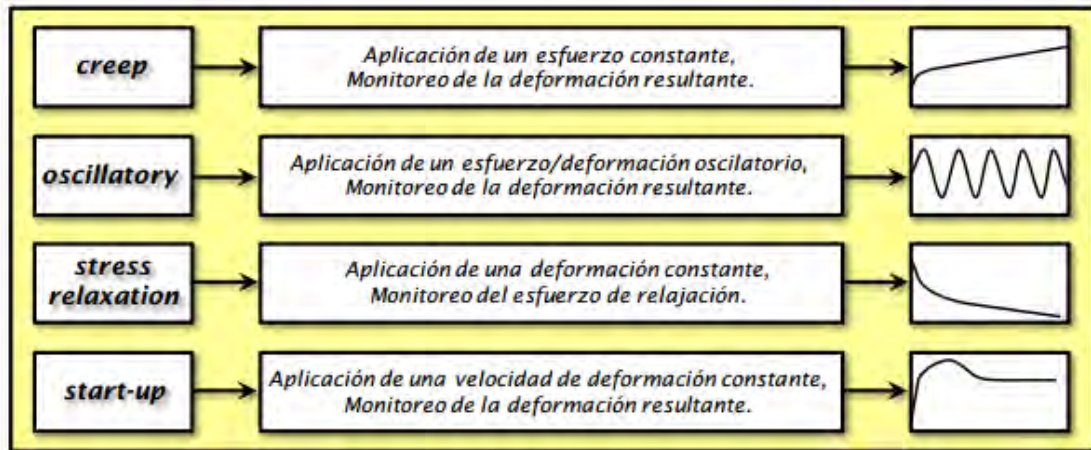 creep
Aplicación de un esfuerzo constante,
Monitoreo de la deformación resultante.
oscillatory
Aplicación de un esfuerzo/deformación oscilatorio,
Monitoreo de la deformación resultante.
stress
relaxation
Aplicación de una deformación constante,
Monitoreo del esfuerzo de relajación.
start-up
Aplicación de una velocidad de deformación constante,
Monitoreo de la deformación resultante.